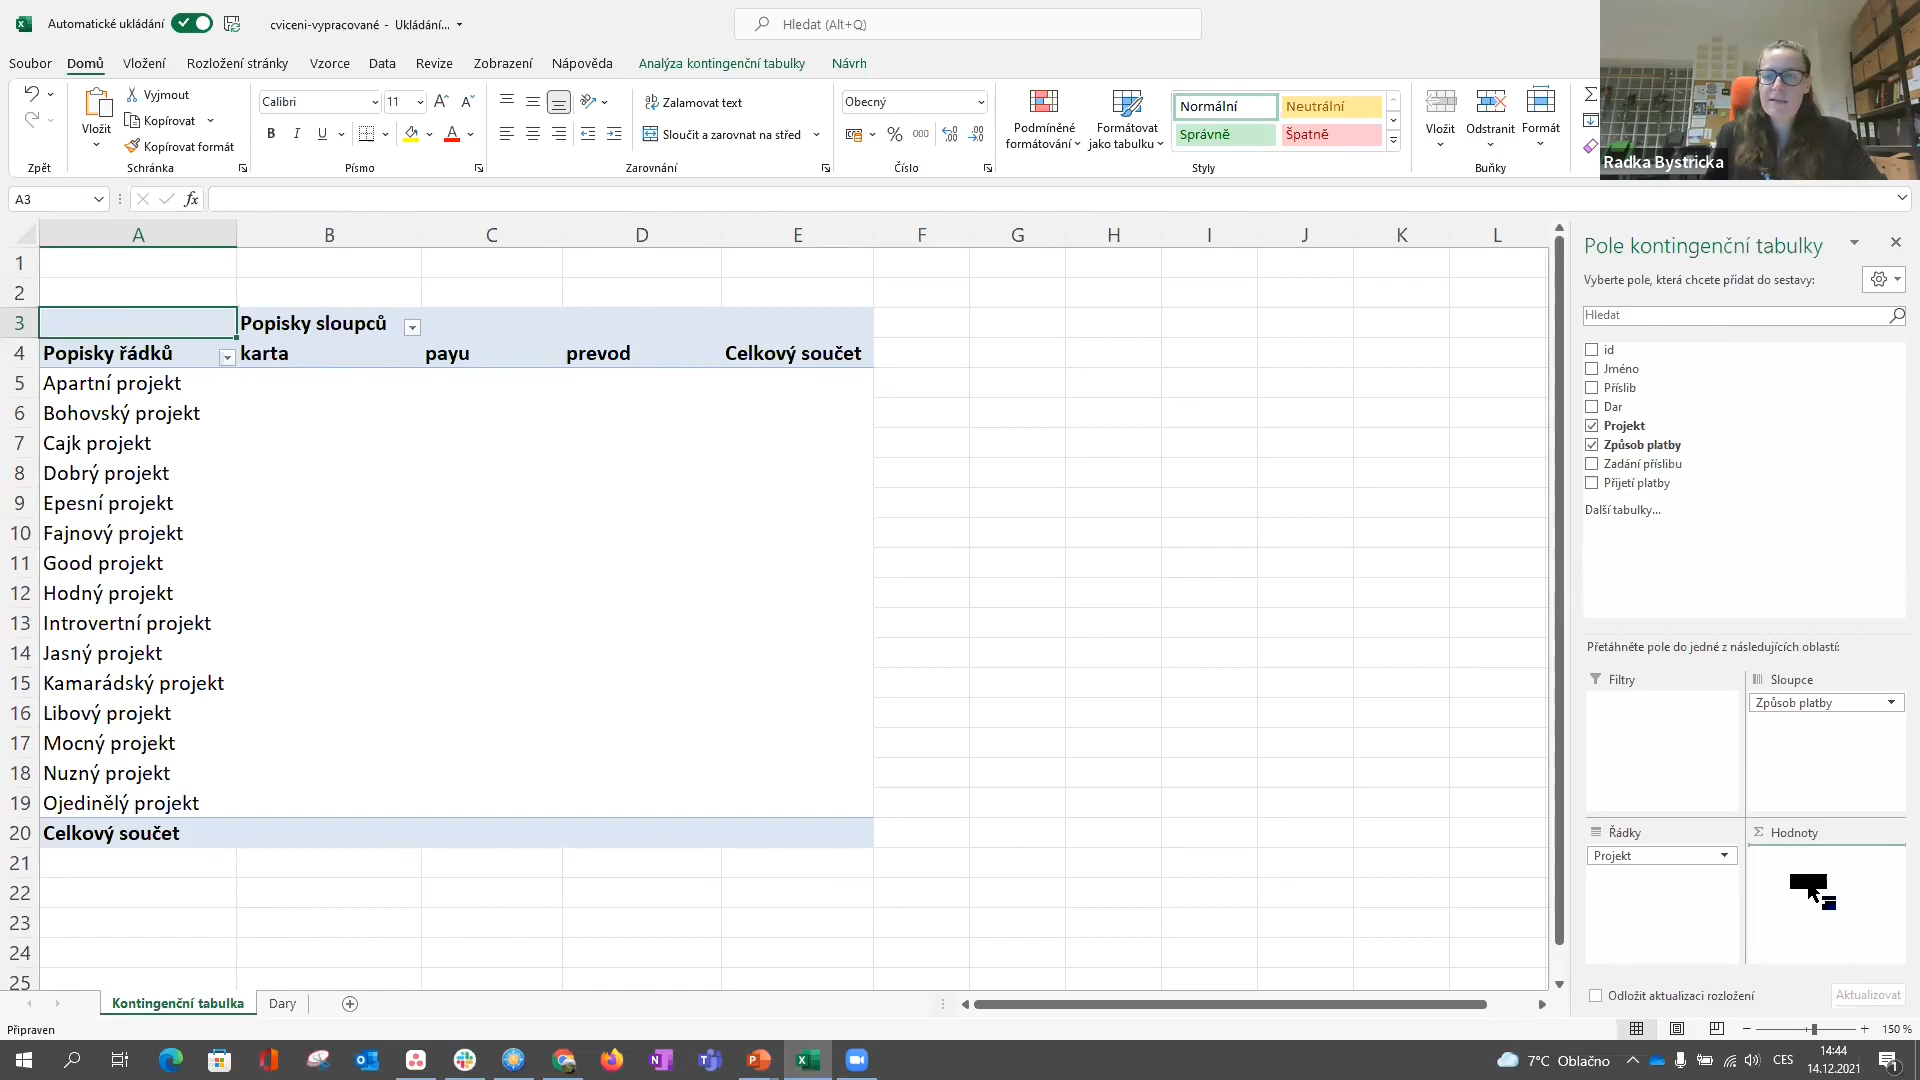 Automatické ukládání
cviceni-vypracované - Ukládání...
Hledat (Alt+Q)
Soubor Domů Vložení Rozložení stránky Vzorce Data Revize Zobrazení Nápověda Analýza kontingenční tabulky Návrh
Vložit
Vyjmout
Kopírovat
Kopírovat formát
Calibri 11
B I U
Zalamovat text
Sloučit a zarovnat na střed
Obecný
% 000
Podmíněné formátování
Formátovat jako tabulku
Normální Neutrální
Správně Špatně
Vložit Odstranit Formát
Zpět Schránka Písmo Zarovnání Číslo Styly Buňky
Radka Bystricka
A3
fx
A B C D E F G H I J K L
1
2
3 Popisky sloupců
4 Popisky řádků karta payu prevod Celkový součet
5 Apartní projekt
6 Bohovský projekt
7 Cajk projekt
8 Dobrý projekt
9 Epesní projekt
10 Fajnový projekt
11 Good projekt
12 Hodný projekt
13 Introvertní projekt
14 Jasný projekt
15 Kamarádský projekt
16 Libový projekt
17 Mocný projekt
18 Nuzný projekt
19 Ojedinělý projekt
20 Celkový součet
21
22
23
24
25
Pole kontingenční tabulky
Vyberte pole, která chcete přidat do sestavy:
Hledat
id
Jméno
Příslib
Dar
Projekt
Způsob platby
Zadání příslibu
Přijetí platby
Další tabulky...
Přetáhněte pole do jedné z následujících oblastí:
Filtry Sloupce
Způsob platby
Řádky Hodnoty
Projekt
Odložit aktualizaci rozložení Aktualizovat
Kontingenční tabulka Dary
Připraven
150 %
7°C Oblačno
CES
14:44
14.12.2021
1